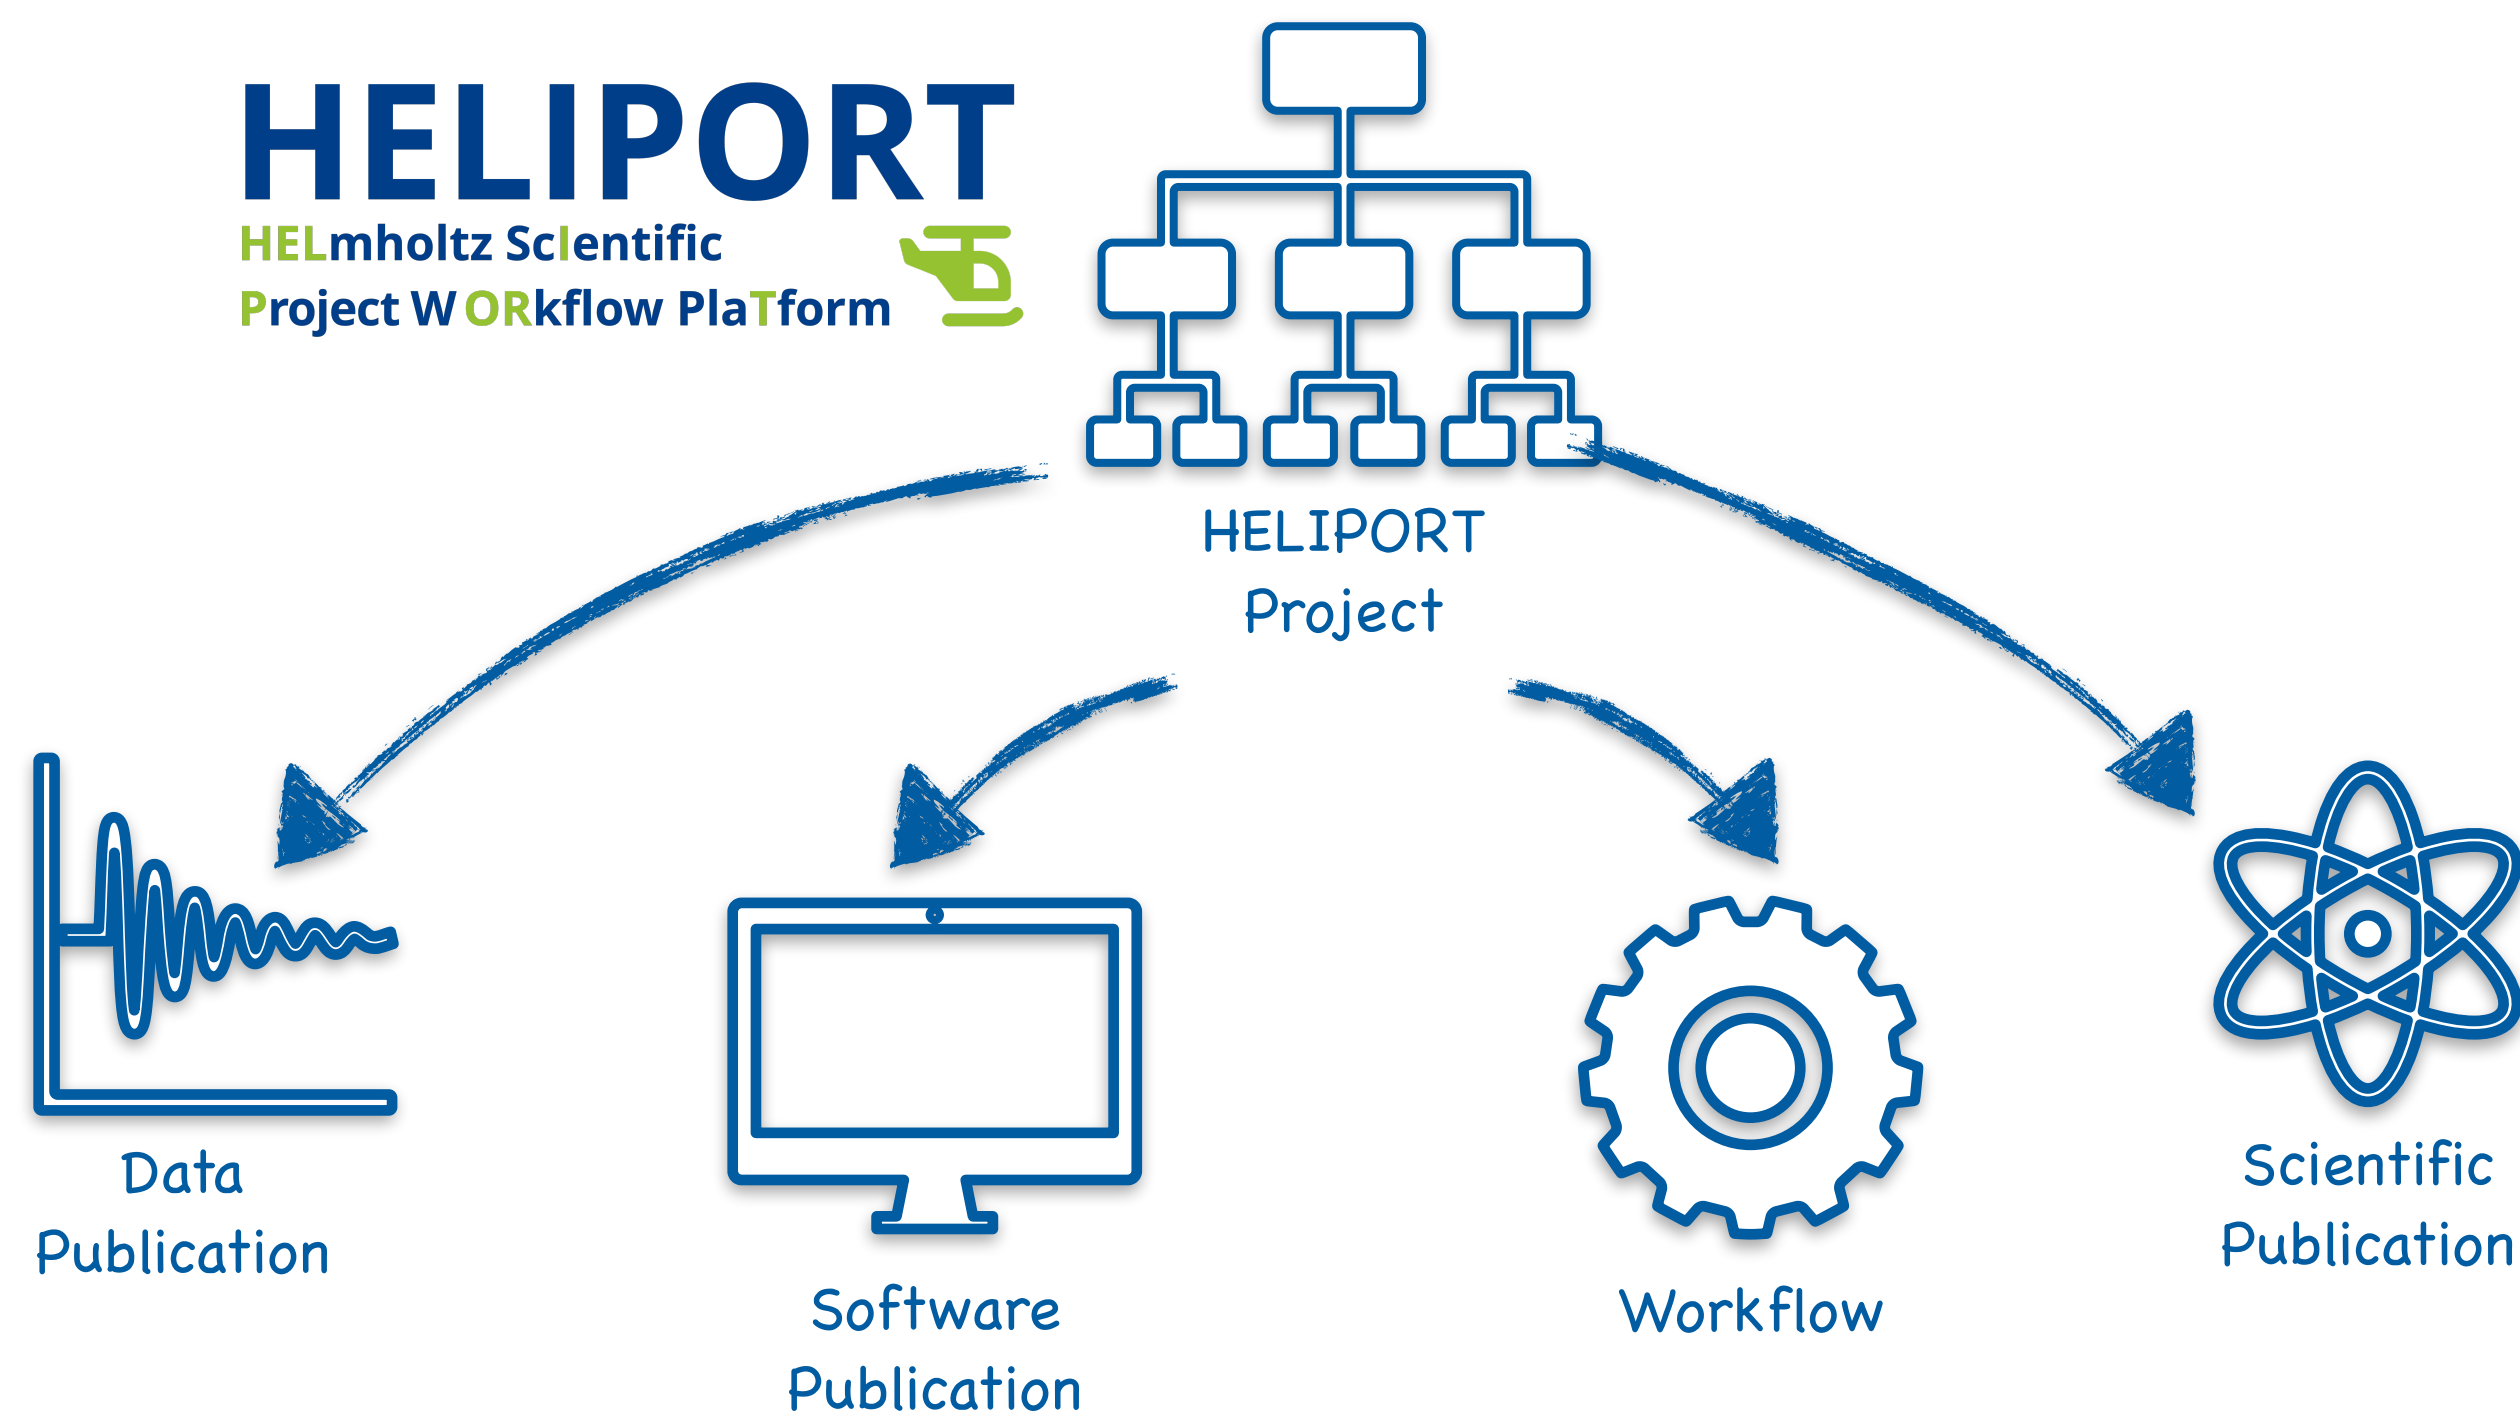 HELIPORT
HELmholtz ScIentific
Project WORkflow PlaTform
HELIPORT
Project
Data
Publication
Software
Publication
Workflow
Scientific
Publication